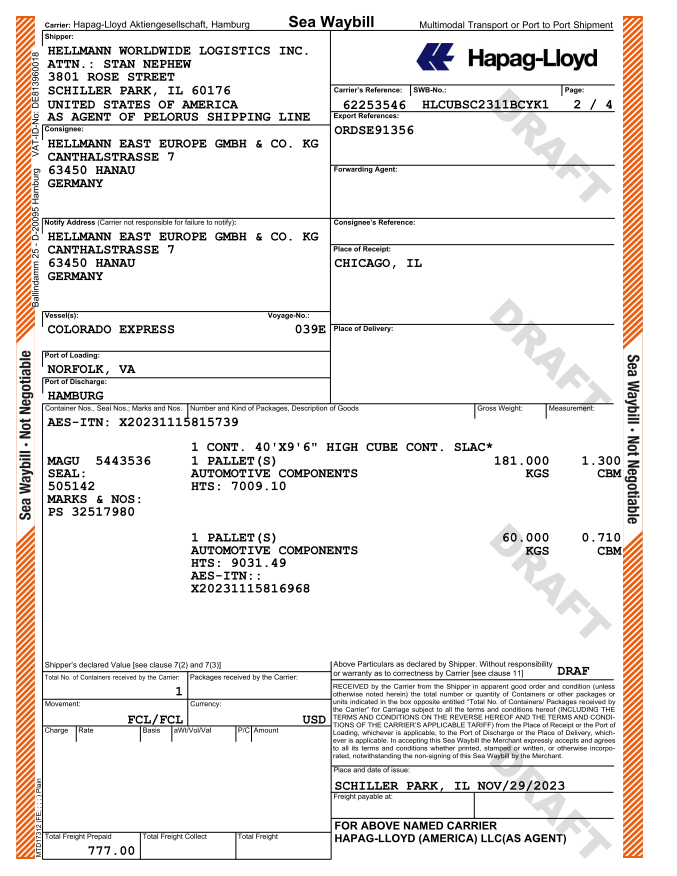 Carrier: Hapag-Lloyd Aktiengesellschaft, Hamburg
Sea Waybill
Multimodal Transport or Port to Port Shipment
Shipper:
HELLMANN WORLDWIDE LOGISTICS INC.
ATTN.: STAN NEPHEW
3801 ROSE STREET
SCHILLER PARK, IL 60176
UNITED STATES OF AMERICA
AS AGENT OF PELORUS SHIPPING LINE
Hapag-Lloyd
Carrier's Reference: SWB-No.: Page:
62253546 HLCUBSC2311BCYK1 2 / 4
Export References:
ORDSE91356
Consignee:
HELLMANN EAST EUROPE GMBH & CO. KG
CANTHALSTRASSE 7
63450 HANAU
GERMANY
Forwarding Agent:
Notify Address (Carrier not responsible for failure to notify):
HELLMANN EAST EUROPE GMBH & CO. KG
CANTHALSTRASSE 7
63450 HANAU
GERMANY
Consignee's Reference:
Place of Receipt:
CHICAGO, IL
Vessel(s): Voyage-No.:
COLORADO EXPRESS 039E
Place of Delivery:
Port of Loading:
NORFOLK, VA
Port of Discharge:
HAMBURG
Container Nos., Seal Nos.; Marks and Nos. Number and Kind of Packages, Description of Goods Gross Weight: Measurement:
AES-ITN: X20231115815739
1 CONT. 40'X9'6" HIGH CUBE CONT. SLAC*
MAGU 5443536 1 PALLET(S) 181.000 1.300
SEAL: AUTOMOTIVE COMPONENTS KGS CBM
505142 HTS: 7009.10
MARKS & NOS:
PS 32517980
1 PALLET(S) 60.000 0.710
AUTOMOTIVE COMPONENTS KGS CBM
HTS: 9031.49
AES-ITN::
X20231115816968
Shipper's declared Value [see clause 7(2) and 7(3)]
Above Particulars as declared by Shipper. Without responsibility
or warranty as to correctness by Carrier [see clause 11]
DRAF
Total No. of Containers received by the Carrier: Packages received by the Carrier:
1
Movement: Currency:
FCL/FCL USD
Charge Rate Basis aWt/Vol/Val P/C Amount
RECEIVED by the Carrier from the Shipper in apparent good order and condition (unless
otherwise noted herein) the total number or quantity of Containers or other packages or
units indicated in the box opposite entitled "Total No. of Containers/ Packages received by
the Carrier" for Carriage subject to all the terms and conditions hereof (INCLUDING THE
TERMS AND CONDITIONS ON THE REVERSE HEREOF AND THE TERMS AND CONDI-
TIONS OF THE CARRIER'S APPLICABLE TARIFF) from the Place of Receipt or the Port of
Loading, whichever is applicable, to the Port of Discharge or the Place of Delivery, which-
ever is applicable. In accepting this Sea Waybill the Merchant expressly accepts and agrees
to all its terms and conditions whether printed, stamped or written, or otherwise incorpo-
rated, notwithstanding the non-signing of this Sea Waybill by the Merchant.
Place and date of issue:
SCHILLER PARK, IL NOV/29/2023
Freight payable at:
Total Freight Prepaid Total Freight Collect Total Freight
777.00
FOR ABOVE NAMED CARRIER
HAPAG-LLOYD (AMERICA) LLC(AS AGENT)
Ballindamm 25 - D-20095 Hamburg VAT-ID-No: DE813960018
Sea Waybill • Not Negotiable
Sea Waybill • Not Negotiable
DRAFT
DRAFT
DRAFT
DRAFT